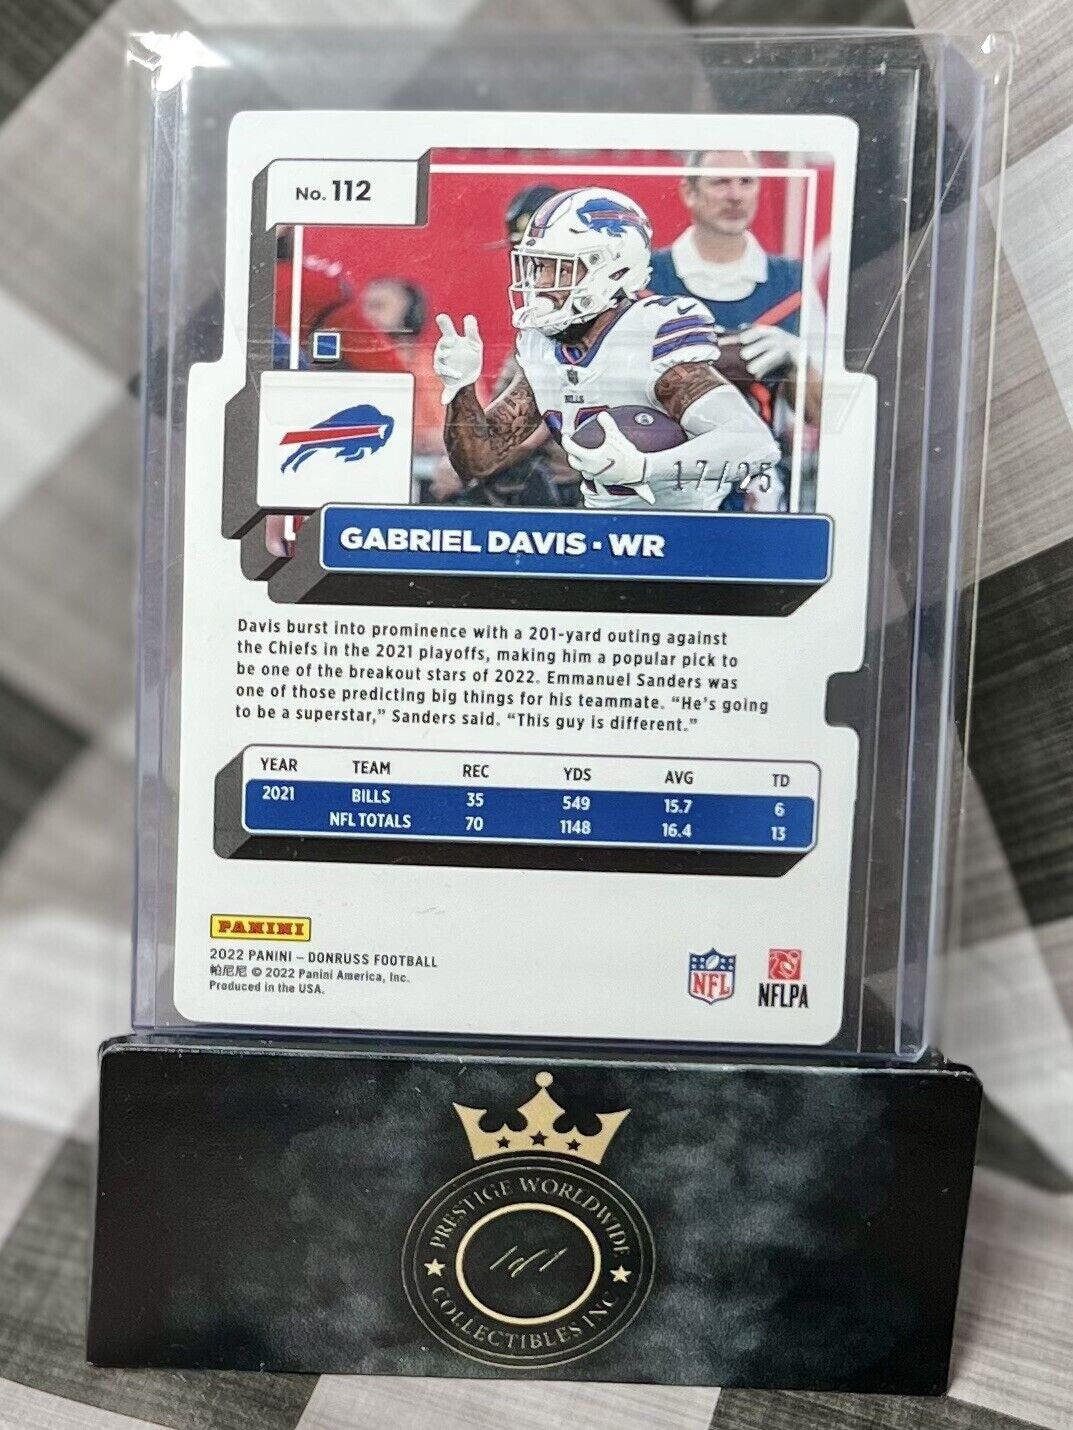 No. 112
BILLS
17/25
GABRIEL DAVIS · WR
Davis burst into prominence with a 201-yard outing against
the Chiefs in the 2021 playoffs, making him a popular pick to
be one of the breakout stars of 2022. Emmanuel Sanders was
one of those predicting big things for his teammate. “He’s going
to be a superstar,” Sanders said. “This guy is different.”
YEAR TEAM REC YDS AVG TD
2021 BILLS 35 549 15.7 6
NFL TOTALS 70 1148 16.4 13
PANINI
2022 PANINI – DONRUSS FOOTBALL
帕尼尼 © 2022 Panini America, Inc.
Produced in the USA.
NFL
NFLPA
PRESTIGE WORLDWIDE
1of1
COLLECTIBLES INC